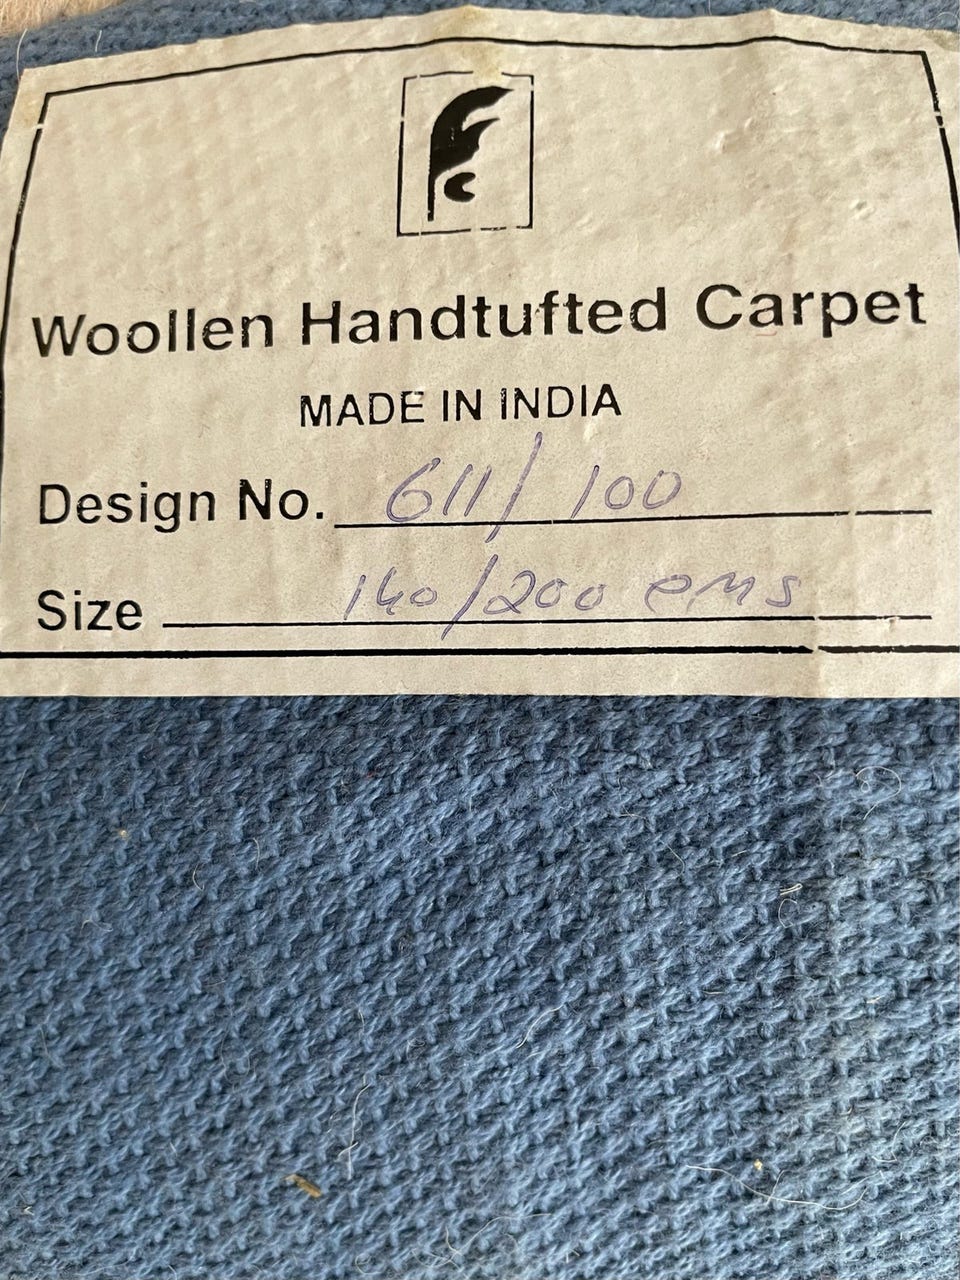 Woollen Handtufted Carpet
MADE IN INDIA
Design No. 611/100
Size 140/200 cms